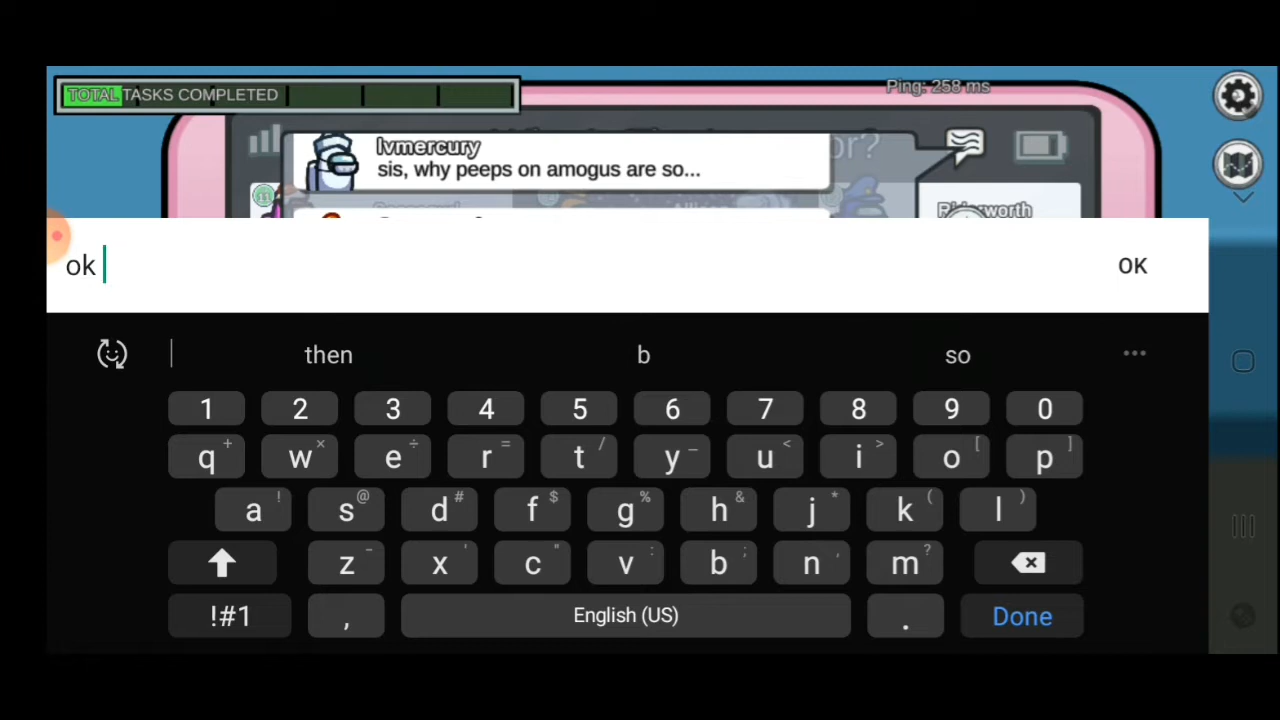 TOTAL TASKS COMPLETED
Ping: 258 ms
lvmercury
sis, why peeps on amogus are so...
or?
ok
OK
then b so
1 2 3 4 5 6 7 8 9 0
q + w × e ÷ r = t / y _ u < i > o [ p ]
a ! s @ d # f $ g % h & j * k ( l )
z - x ' c " v : b ; n , m ?
!#1 , English (US) . Done